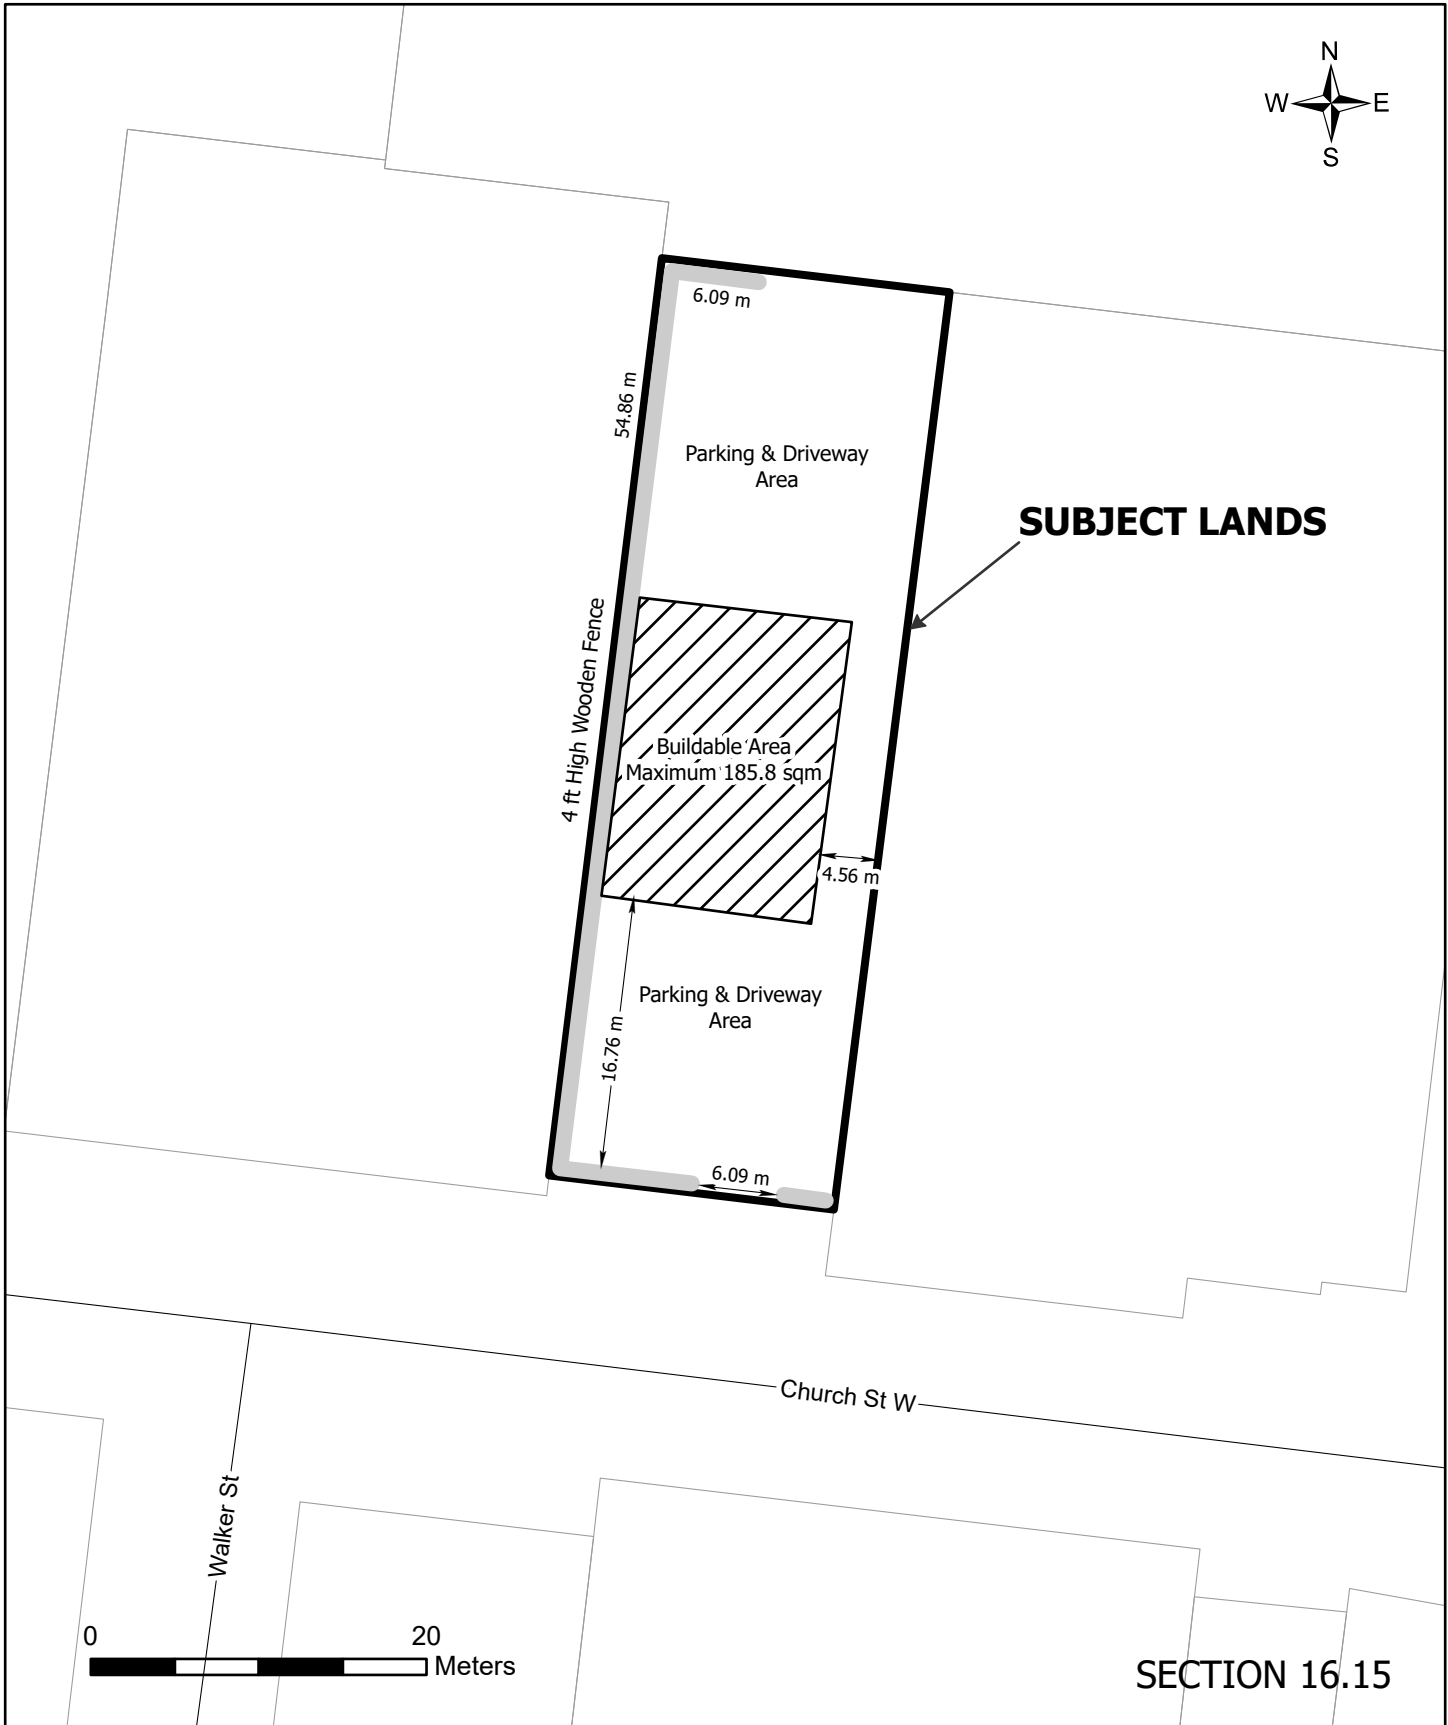 N
W E
S
6.09 m
54.86 m
Parking & Driveway
Area
SUBJECT LANDS
4 ft High Wooden Fence
Buildable Area
Maximum 185.8 sqm
4.56 m
Parking & Driveway
Area
16.76 m
6.09 m
Church St W
Walker St
0 20
Meters
SECTION 16.15